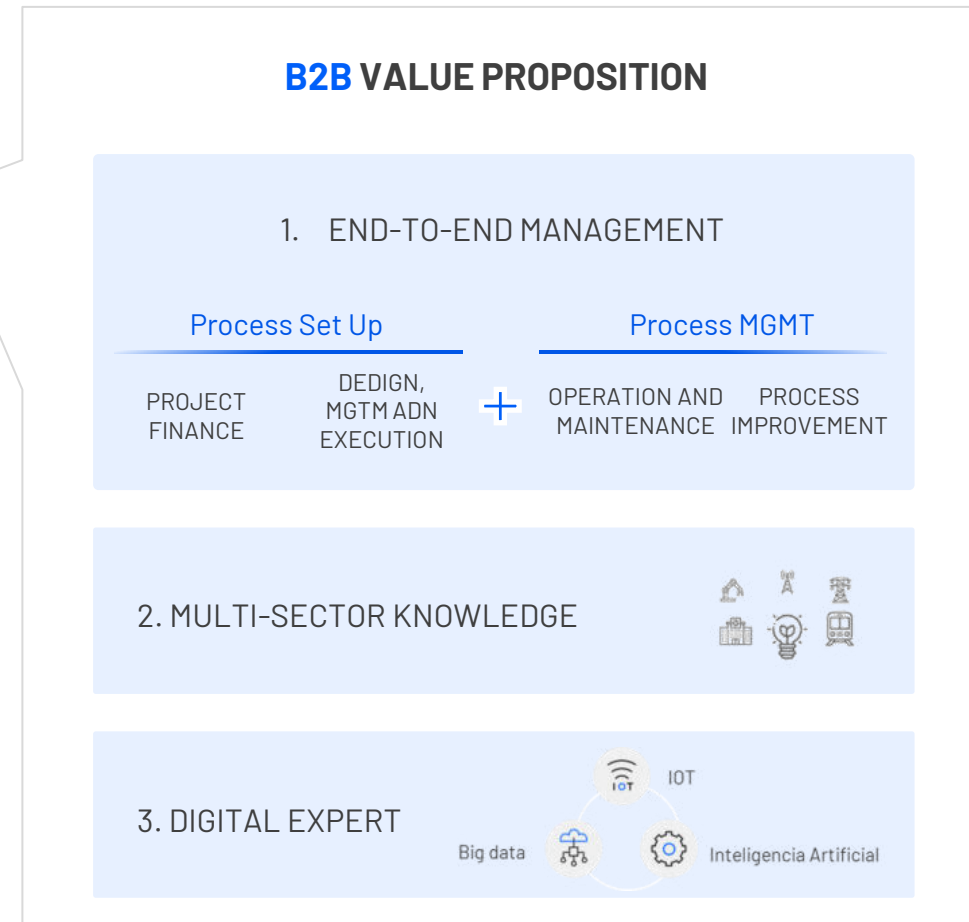 B2B VALUE PROPOSITION
1. END-TO-END MANAGEMENT
Process Set Up
PROJECT
FINANCE
DEDIGN,
MGTM ADN
EXECUTION
Process MGMT
OPERATION AND
MAINTENANCE
PROCESS
IMPROVEMENT
2. MULTI-SECTOR KNOWLEDGE
3. DIGITAL EXPERT
IOT
IOT
Big data
Inteligencia Artificial